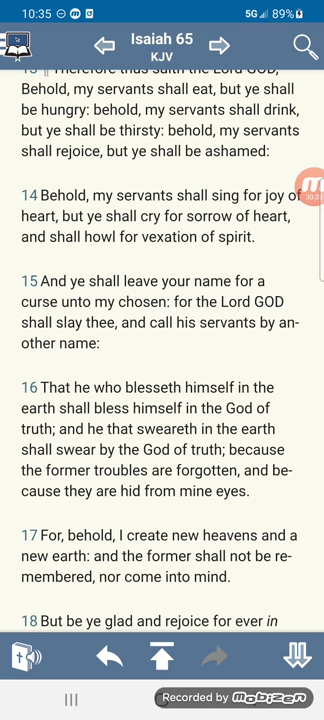 10:35
5G 89%
Isaiah 65
KJV
13 Therefore thus saith the Lord GOD,
Behold, my servants shall eat, but ye shall
be hungry: behold, my servants shall drink,
but ye shall be thirsty: behold, my servants
shall rejoice, but ye shall be ashamed:
14 Behold, my servants shall sing for joy of
heart, but ye shall cry for sorrow of heart,
and shall howl for vexation of spirit.
15 And ye shall leave your name for a
curse unto my chosen: for the Lord GOD
shall slay thee, and call his servants by an-
other name:
16 That he who blesseth himself in the
earth shall bless himself in the God of
truth; and he that sweareth in the earth
shall swear by the God of truth; because
the former troubles are forgotten, and be-
cause they are hid from mine eyes.
17 For, behold, I create new heavens and a
new earth: and the former shall not be re-
membered, nor come into mind.
18 But be ye glad and rejoice for ever in
Recorded by mobizen